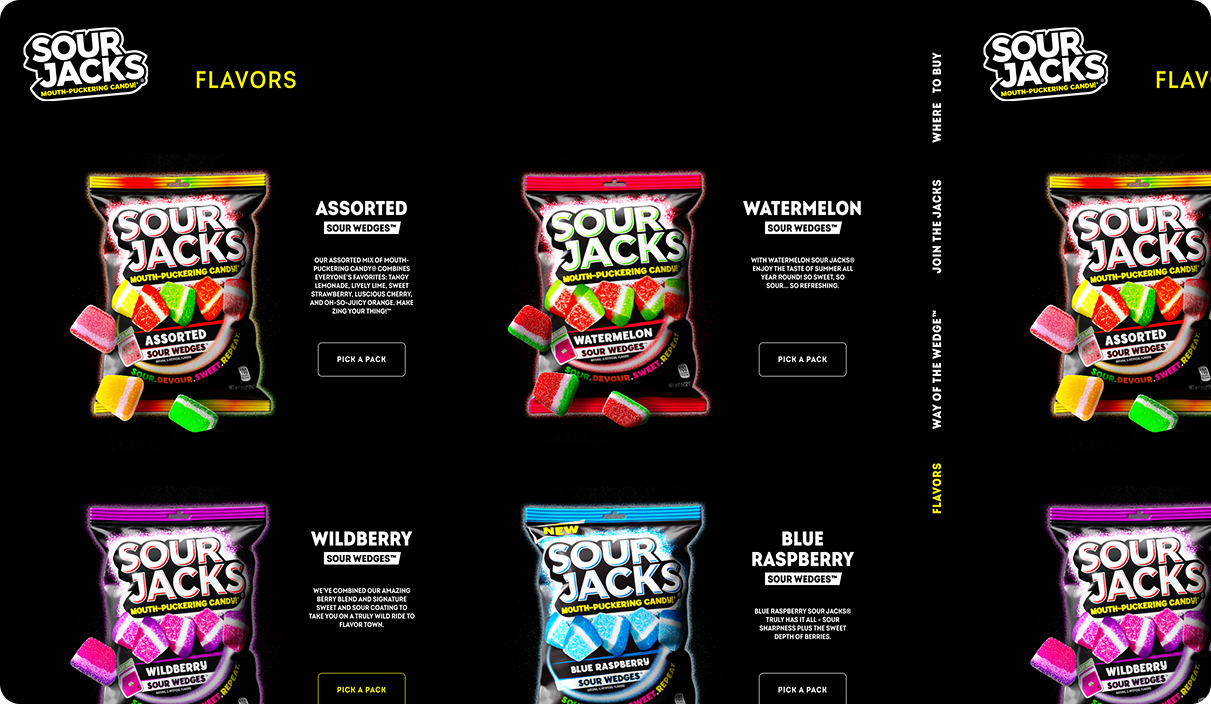 SOUR
JACKS
MOUTH-PUCKERING CANDY!®
FLAVORS
SOUR
JACKS
MOUTH-PUCKERING CANDY!®
ASSORTED
SOUR WEDGES™
SOUR.DEVOUR.SWEET.REPEAT.
ASSORTED
SOUR WEDGES™
OUR ASSORTED MIX OF MOUTH-
PUCKERING CANDY® COMBINES
EVERYONE'S FAVORITES: TANGY
LEMONADE, LIVELY LIME, SWEET
STRAWBERRY, LUSCIOUS CHERRY,
AND OH-SO-JUICY ORANGE. MAKE
ZING YOUR THING!™
PICK A PACK
SOUR
JACKS
MOUTH-PUCKERING CANDY!®
WATERMELON
SOUR WEDGES™
SOUR.DEVOUR.SWEET.REPEAT.
WATERMELON
SOUR WEDGES™
WITH WATERMELON SOUR JACKS®
ENJOY THE TASTE OF SUMMER ALL
YEAR ROUND! SO SWEET, SO
SOUR... SO REFRESHING.
PICK A PACK
SOUR
JACKS
MOUTH-PUCKERING CANDY!®
WILDBERRY
SOUR WEDGES™
SWEET.REPEAT.
WILDBERRY
SOUR WEDGES™
WE'VE COMBINED OUR AMAZING
BERRY BLEND AND SIGNATURE
SWEET AND SOUR COATING TO
TAKE YOU ON A TRULY WILD RIDE TO
FLAVOR TOWN.
PICK A PACK
NEW
SOUR
JACKS
MOUTH-PUCKERING CANDY!®
BLUE RASPBERRY
SOUR WEDGES™
SWEET.REPEAT.
BLUE
RASPBERRY
SOUR WEDGES™
BLUE RASPBERRY SOUR JACKS®
TRULY HAS IT ALL - SOUR
SHARPNESS PLUS THE SWEET
DEPTH OF BERRIES.
PICK A PACK
WHERE TO BUY
JOIN THE JACKS
WAY OF THE WEDGE™
FLAVORS
SOUR
JACKS
MOUTH-PUCKERING CANDY!®
FLAV
SOUR
JACKS
MOUTH-PUCKERING CANDY!
ASSORTED
SOUR WEDGES™
SOUR.DEVOUR.SWEET.
SOUR
JACKS
MOUTH-PUCKERING CANDY!
WILDBERRY
SOUR WEDGES™